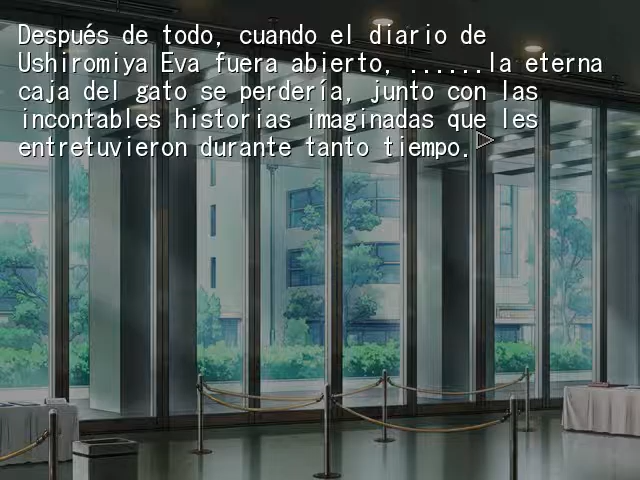 Después de todo, cuando el diario de
Ushiromiya Eva fuera abierto, ......la eterna
caja del gato se perdería, junto con las
incontables historias imaginadas que les
entretuvieron durante tanto tiempo.